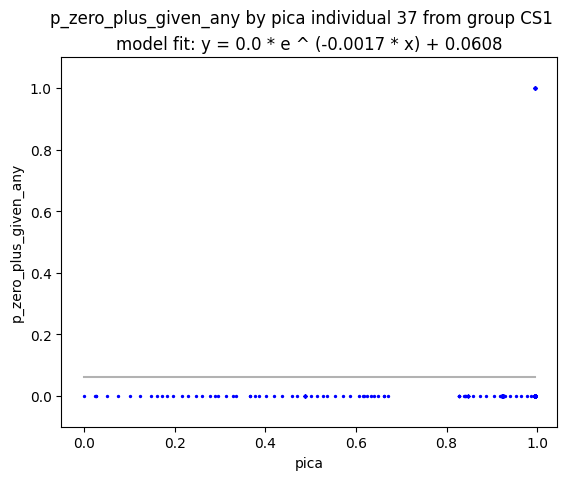 p_zero_plus_given_any by pica individual 37 from group CS1
model fit: y = 0.0 * e ^ (-0.0017 * x) + 0.0608
1.0
0.8
0.6
0.4
0.2
0.0
p_zero_plus_given_any
0.0 0.2 0.4 0.6 0.8 1.0
pica